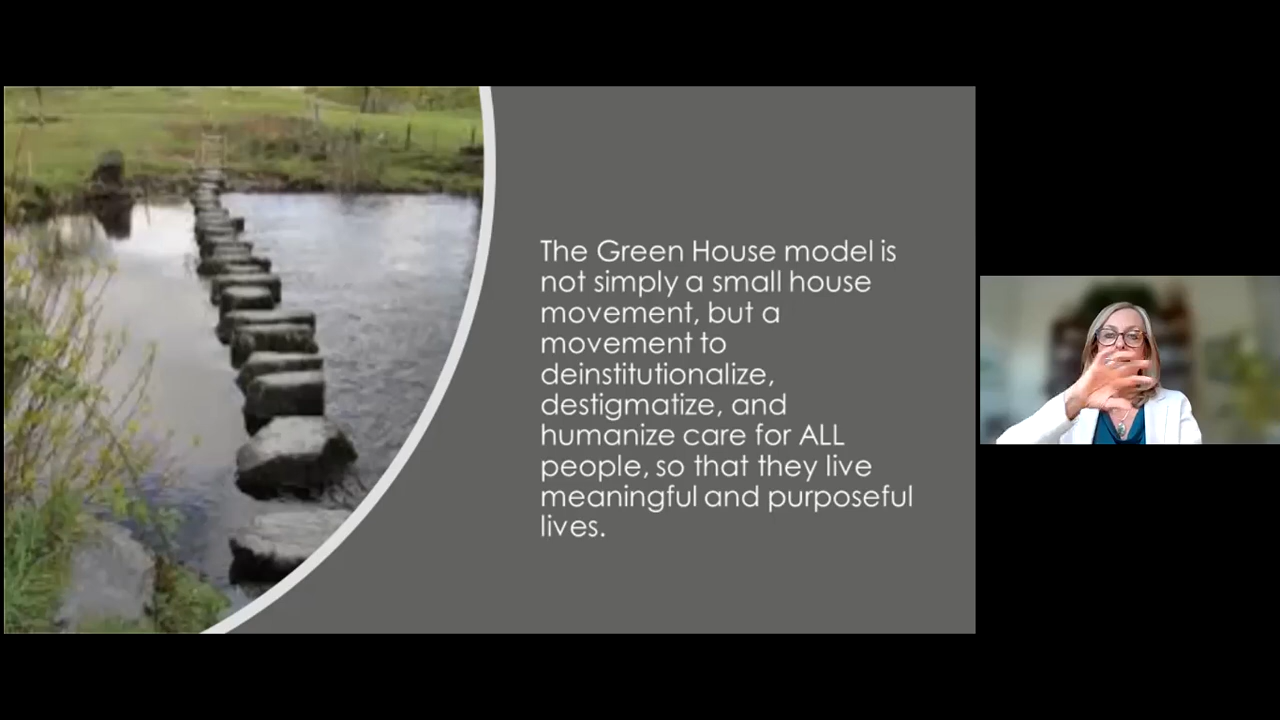 The Green House model is
not simply a small house
movement, but a
movement to
deinstitutionalize,
destigmatize, and
humanize care for ALL
people, so that they live
meaningful and purposeful
lives.